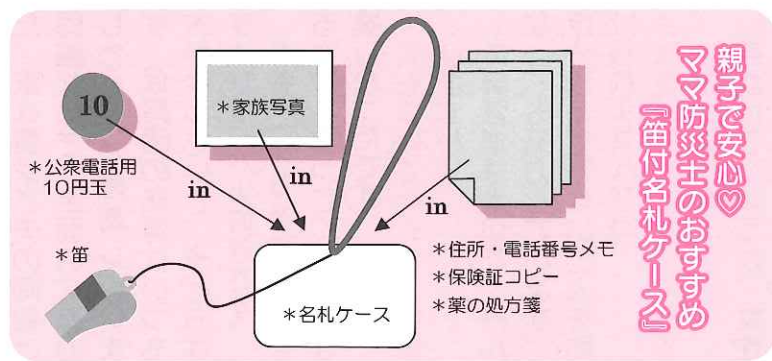 親子で安心♡
ママ防災士のおすすめ
『笛付名札ケース』
10
＊公衆電話用
10円玉
in
＊家族写真
in
in
＊笛
＊名札ケース
＊住所・電話番号メモ
＊保険証コピー
＊薬の処方箋